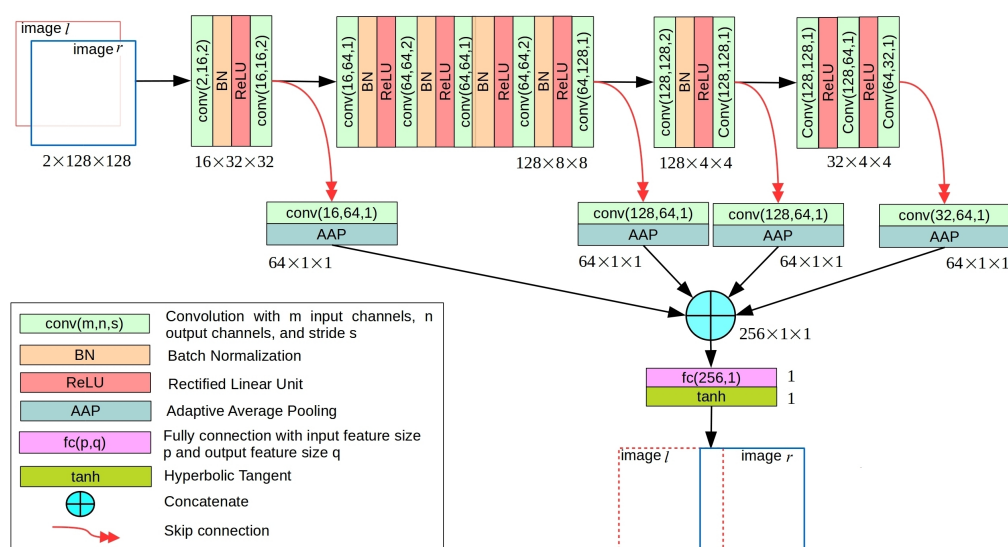 image l
image r
2×128×128
conv(2,16,2)
BN
ReLU
conv(16,16,2)
16×32×32
conv(16,64,1)
BN
ReLU
conv(64,64,2)
BN
ReLU
conv(64,64,1)
BN
ReLU
conv(64,64,2)
BN
ReLU
conv(64,128,1)
128×8×8
conv(128,128,2)
BN
ReLU
Conv(128,128,1)
128×4×4
Conv(128,128,1)
ReLU
Conv(128,64,1)
ReLU
Conv(64,32,1)
32×4×4
conv(16,64,1)
AAP
64×1×1
conv(128,64,1)
AAP
64×1×1
conv(128,64,1)
AAP
64×1×1
conv(32,64,1)
AAP
64×1×1
256×1×1
fc(256,1)
1
tanh
1
image l
image r
conv(m,n,s)
Convolution with m input channels, n
output channels, and stride s
BN
Batch Normalization
ReLU
Rectified Linear Unit
AAP
Adaptive Average Pooling
fc(p,q)
Fully connection with input feature size
p and output feature size q
tanh
Hyperbolic Tangent
Concatenate
Skip connection